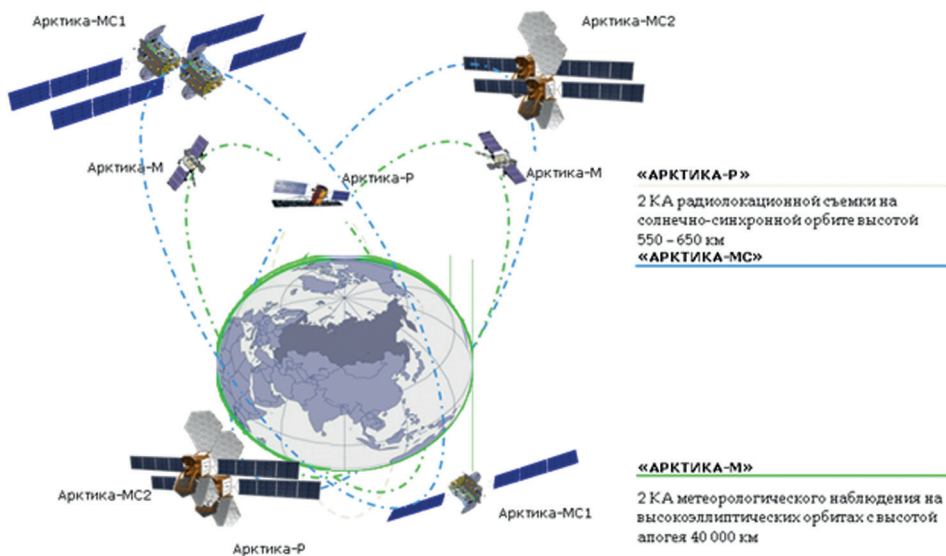 Арктика-МС1
Арктика-МС2
Арктика-М
Арктика-Р
Арктика-М
«АРКТИКА-Р»
2 КА радиолокационной съемки на
солнечно-синхронной орбите высотой
550 – 650 км
«АРКТИКА-МС»
Арктика-МС2
Арктика-МС1
Арктика-Р
«АРКТИКА-М»
2 КА метеорологического наблюдения на
высокоэллиптических орбитах с высотой
апогея 40 000 км